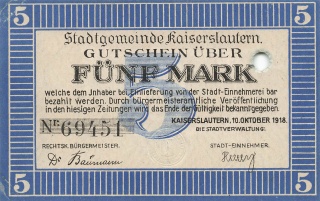 5 5
Stadtgemeinde Kaiserslautern.
GUTSCHEIN ÜBER
FÜNF MARK
welche dem Inhaber bei Einlieferung von der Stadt-Einnehmerei bar
bezahlt werden. Durch bürgermeisteramtliche Veröffentlichung
in den hiesigen Zeitungen wird das Ende der Gültigkeit bekanntgegeben.
5
Nr. 69451
KAISERSLAUTERN, 10. OKTOBER 1918
DIE STADTVERWALTUNG:
RECHTSK. BÜRGERMEISTER. STADT-EINNEHMER.
Dr Baumann
5 5